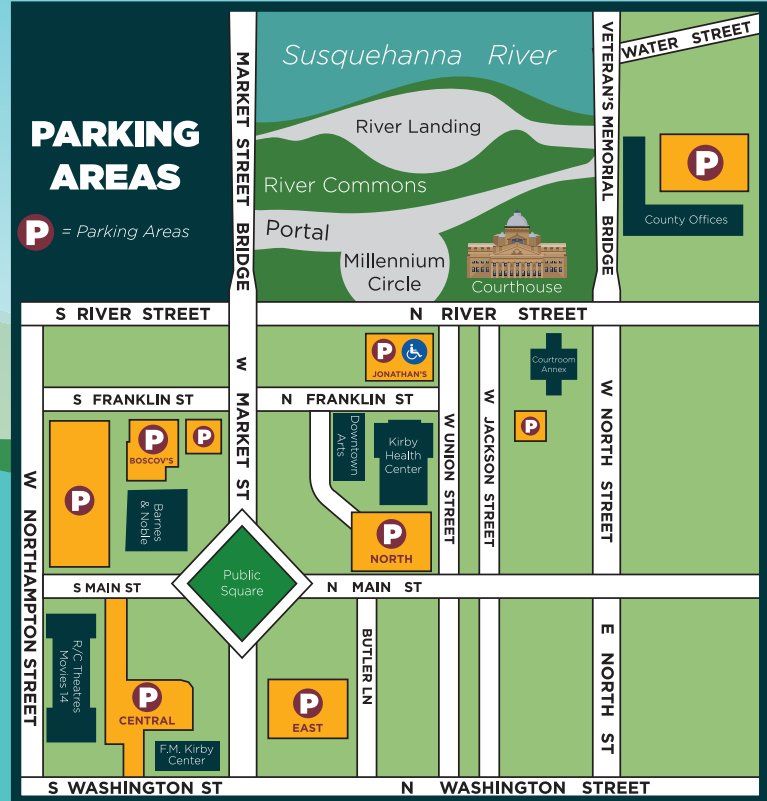 PARKING
AREAS
P = Parking Areas
MARKET STREET BRIDGE
Susquehanna River
River Landing
River Commons
Portal
Millennium
Circle
Courthouse
VETERAN'S MEMORIAL BRIDGE
WATER STREET
P
County Offices
S RIVER STREET
N RIVER STREET
P
JONATHAN'S
Courtroom
Annex
W MARKET ST
S FRANKLIN ST
N FRANKLIN ST
P
P
BOSCOV'S
P
Barnes
& Noble
Downtown
Arts
Kirby
Health
Center
W UNION STREET
W JACKSON STREET
P
W NORTH STREET
P
NORTH
W NORTHAMPTON STREET
Public
Square
S MAIN ST
N MAIN ST
R/C Theatres
Movies 14
P
CENTRAL
F.M. Kirby
Center
P
EAST
BUTLER LN
E NORTH ST
S WASHINGTON ST
N WASHINGTON STREET